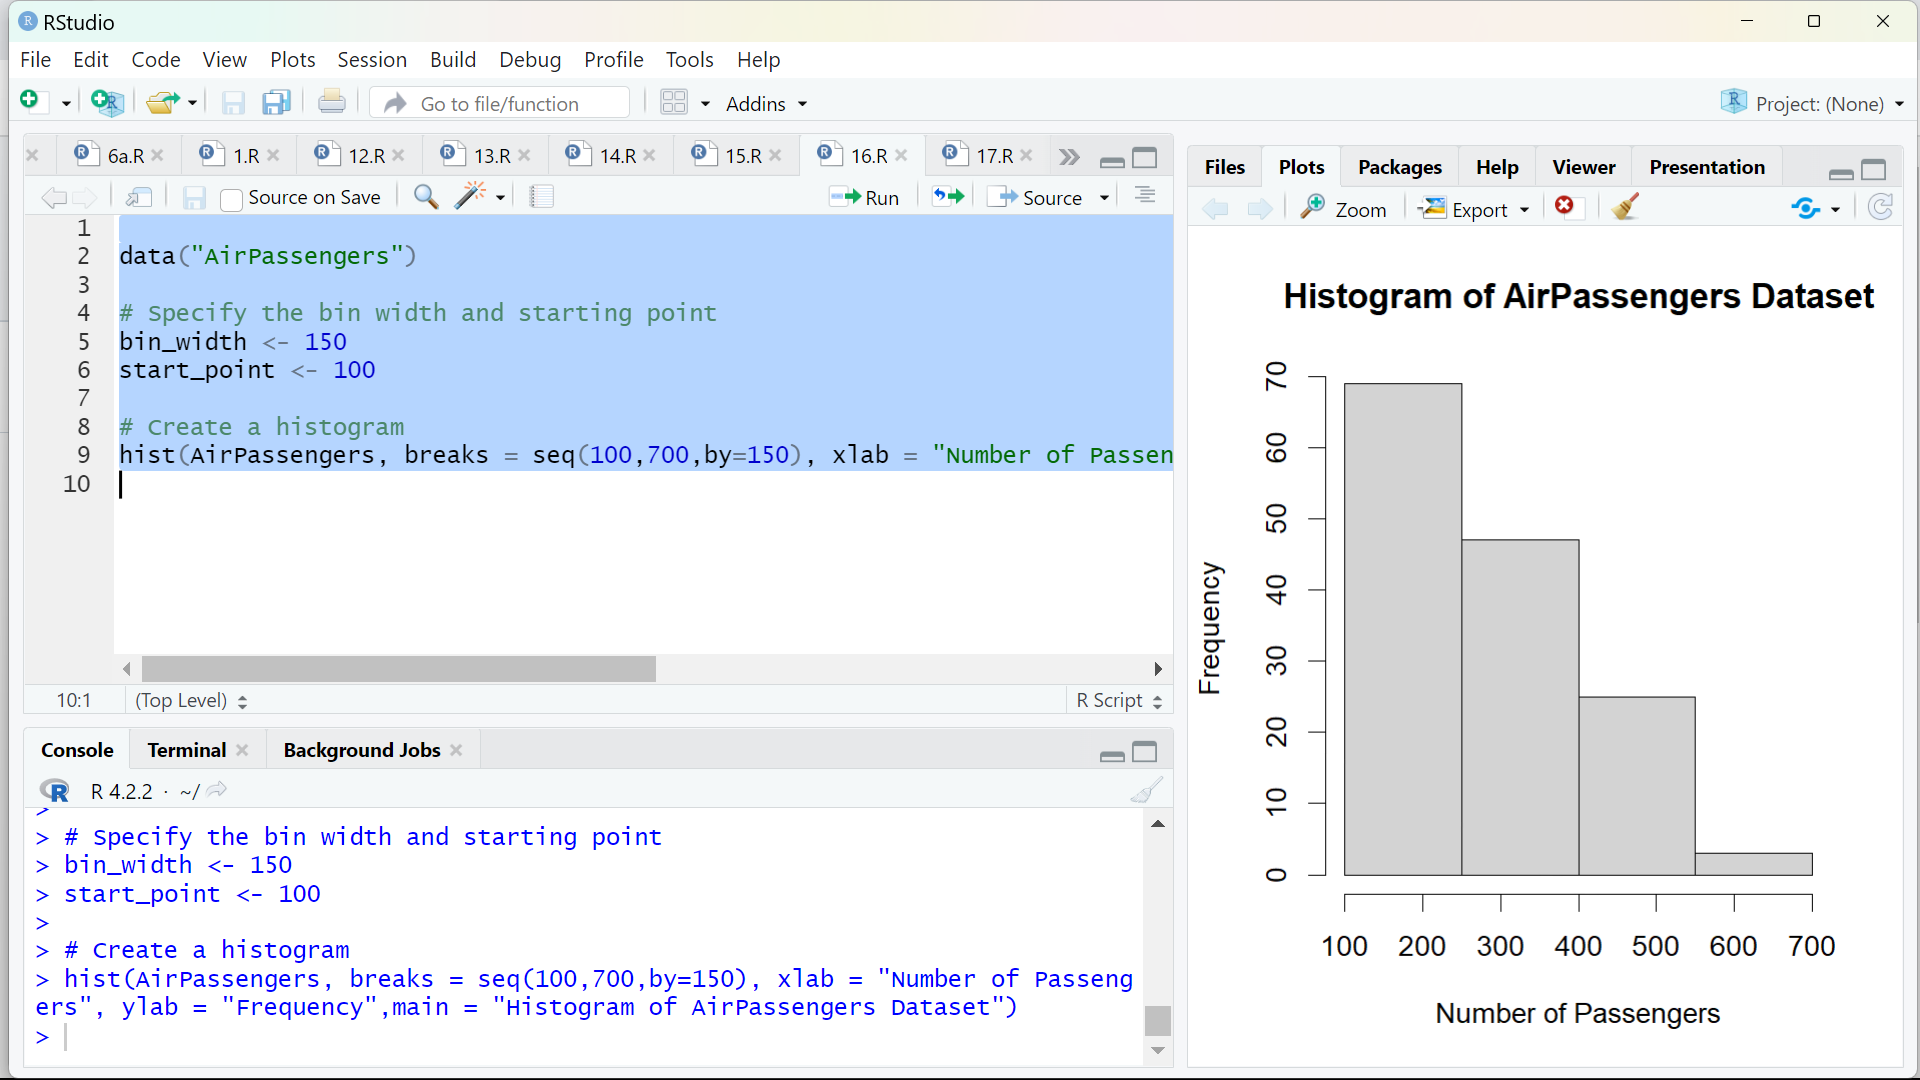 RStudio
File Edit Code View Plots Session Build Debug Profile Tools Help
Go to file/function Addins Project: (None)
6a.R 1.R 12.R 13.R 14.R 15.R 16.R 17.R
Source on Save Run Source
1
2 data("AirPassengers")
3
4 # Specify the bin width and starting point
5 bin_width <- 150
6 start_point <- 100
7
8 # Create a histogram
9 hist(AirPassengers, breaks = seq(100,700,by=150), xlab = "Number of Passen
10
10:1 (Top Level) R Script
Console Terminal Background Jobs
R 4.2.2 · ~/
>
> # Specify the bin width and starting point
> bin_width <- 150
> start_point <- 100
>
> # Create a histogram
> hist(AirPassengers, breaks = seq(100,700,by=150), xlab = "Number of Passeng
ers", ylab = "Frequency",main = "Histogram of AirPassengers Dataset")
>
Files Plots Packages Help Viewer Presentation
Zoom Export
Histogram of AirPassengers Dataset
Frequency
70
60
50
40
30
20
10
0
100 200 300 400 500 600 700
Number of Passengers